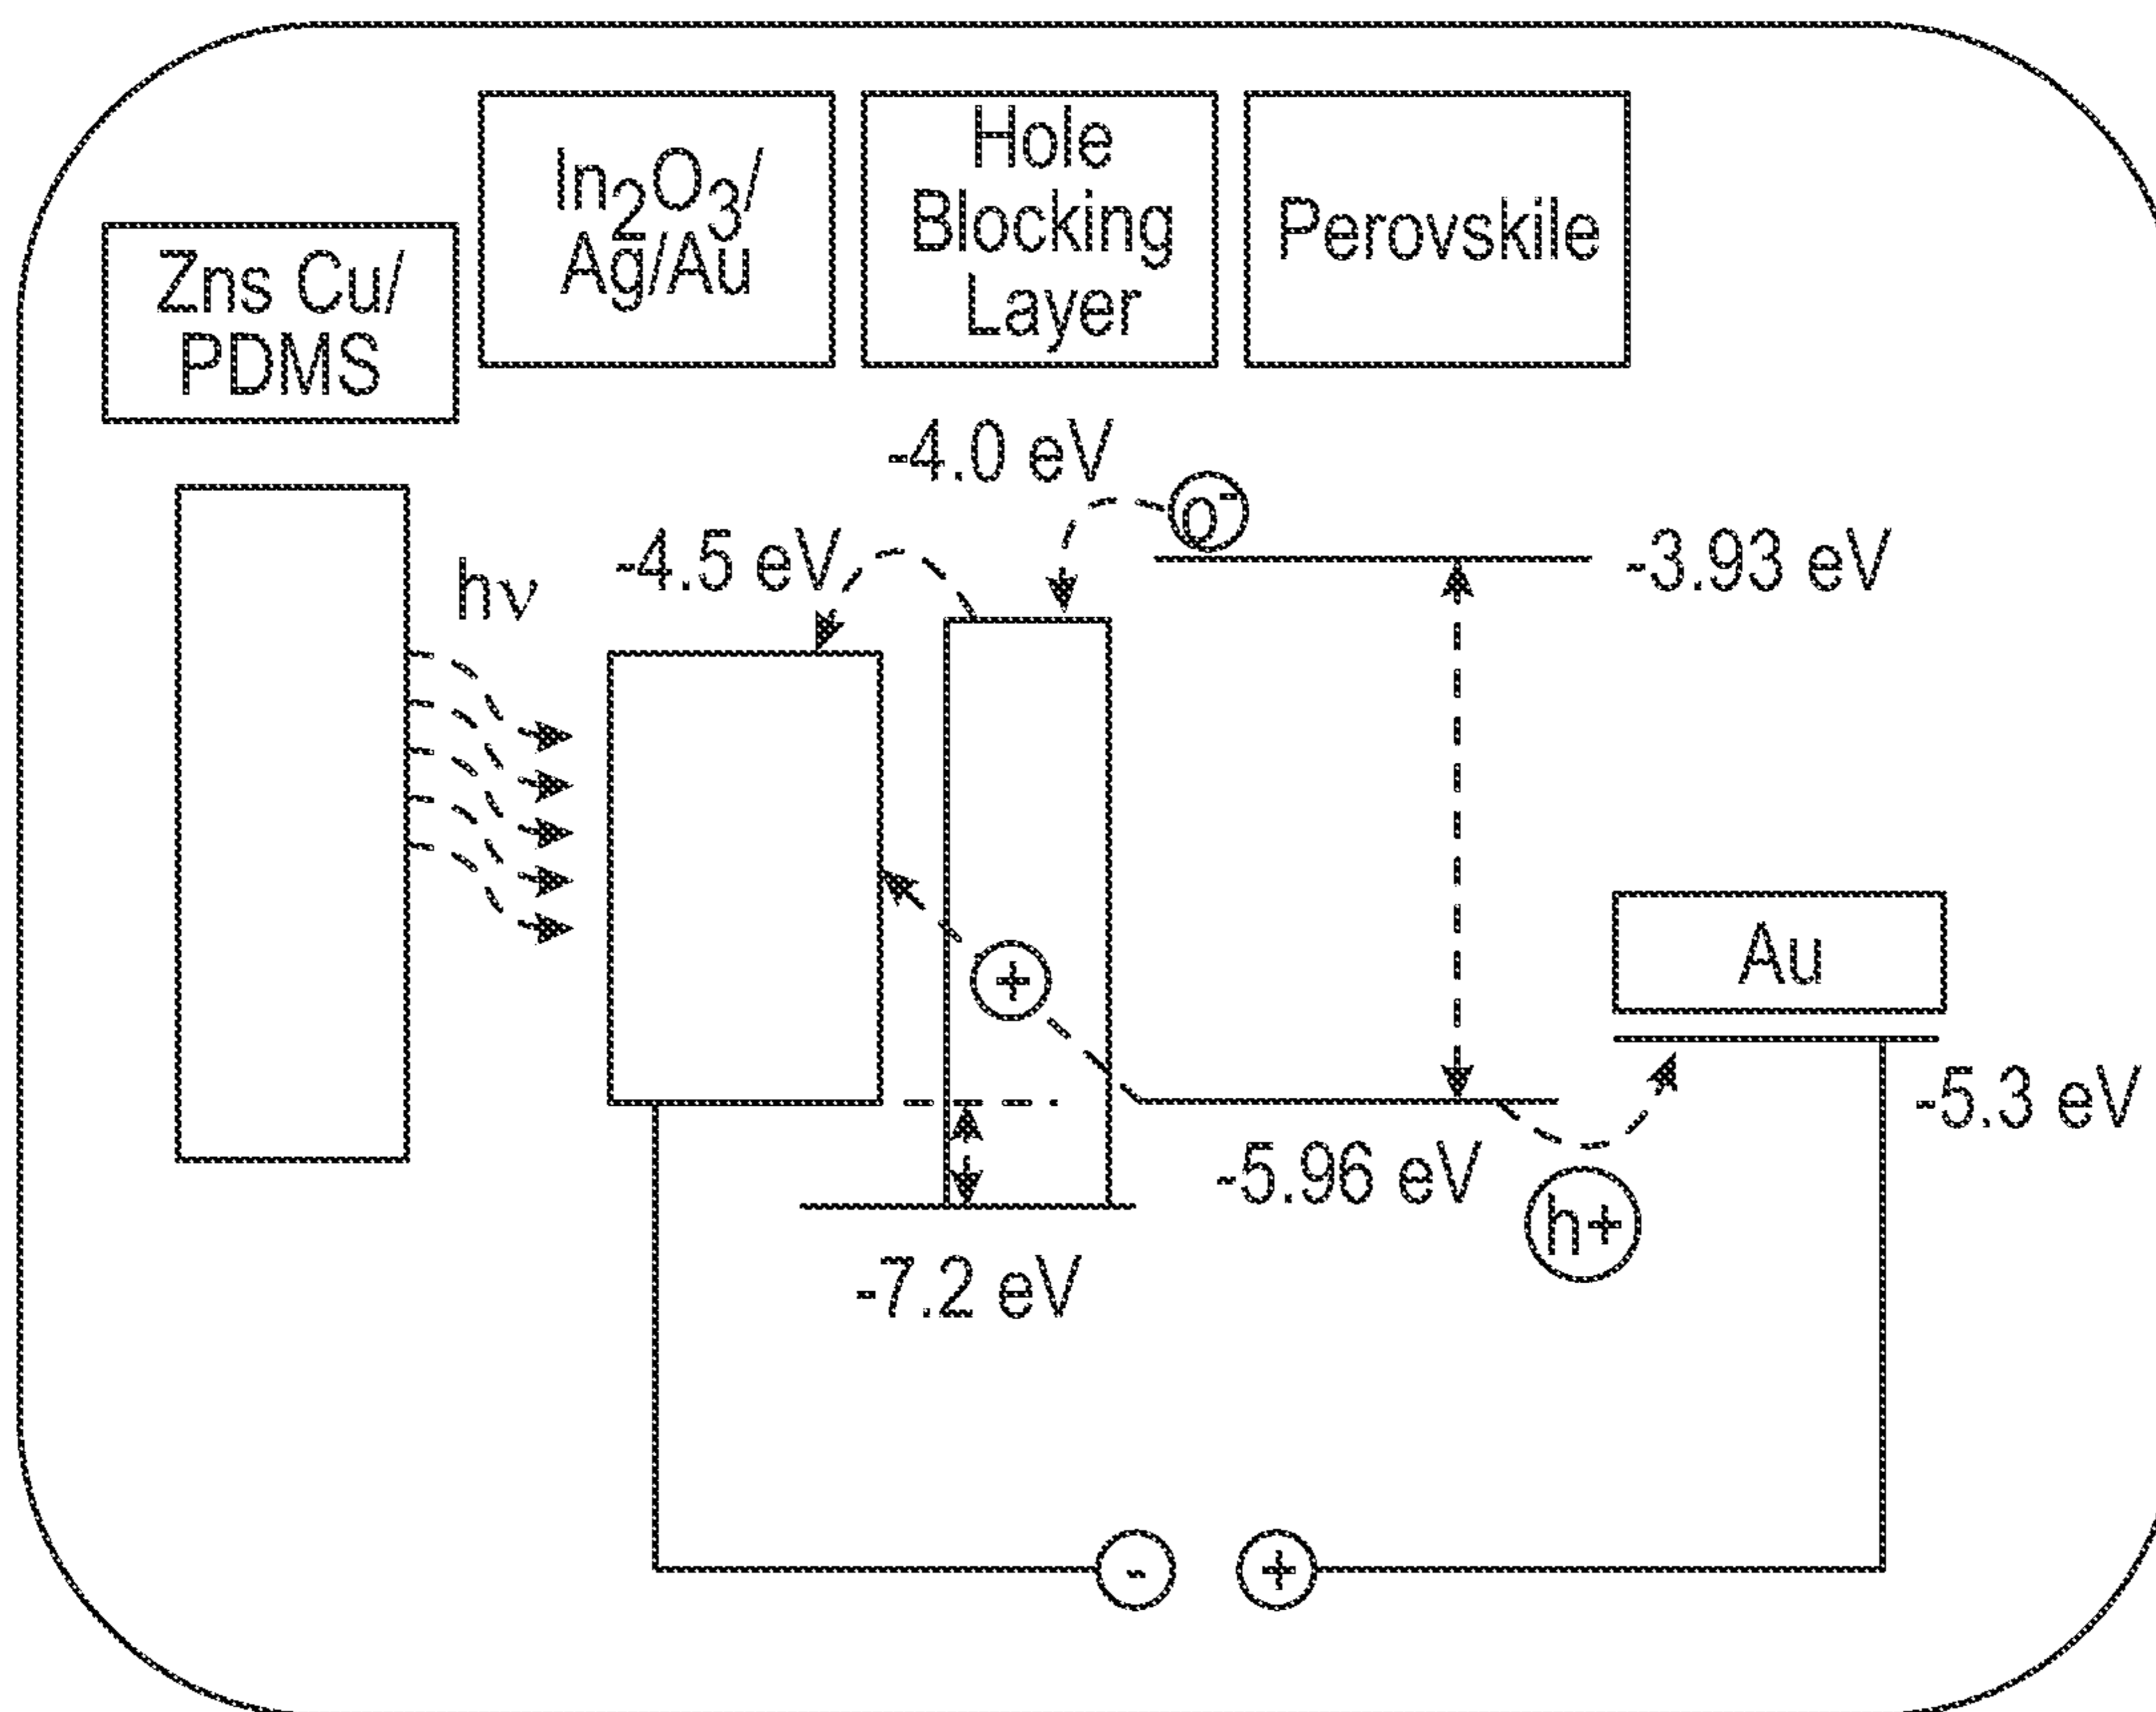 Zns Cu/
PDMS
In2O3/
Ag/Au
Hole
Blocking
Layer
Perovskile
-4.0 eV
o-
-4.5 eV
-3.93 eV
hν
+
Au
-5.3 eV
-5.96 eV
h+
-7.2 eV
-
+